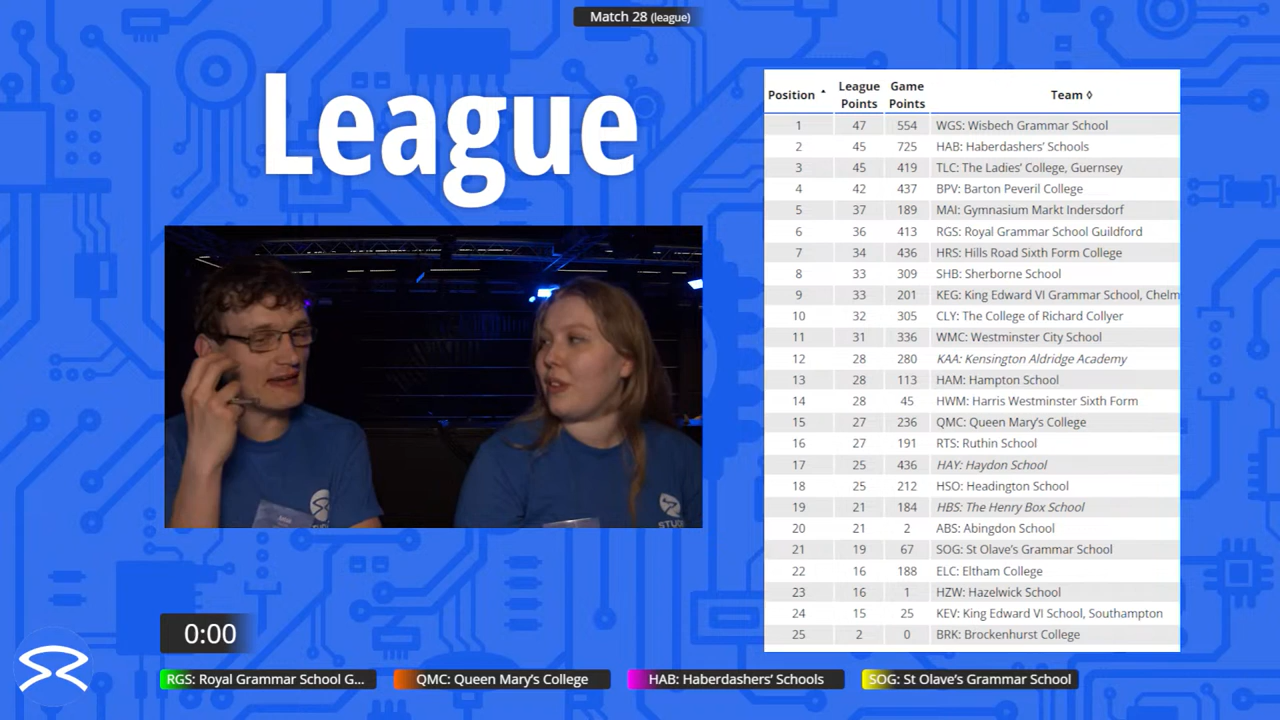 Match 28 (league)
League
Position League Points Game Points Team ◊
1 47 554 WGS: Wisbech Grammar School
2 45 725 HAB: Haberdashers’ Schools
3 45 419 TLC: The Ladies’ College, Guernsey
4 42 437 BPV: Barton Peveril College
5 37 189 MAI: Gymnasium Markt Indersdorf
6 36 413 RGS: Royal Grammar School Guildford
7 34 436 HRS: Hills Road Sixth Form College
8 33 309 SHB: Sherborne School
9 33 201 KEG: King Edward VI Grammar School, Chelm
10 32 305 CLY: The College of Richard Collyer
11 31 336 WMC: Westminster City School
12 28 280 KAA: Kensington Aldridge Academy
13 28 113 HAM: Hampton School
14 28 45 HWM: Harris Westminster Sixth Form
15 27 236 QMC: Queen Mary’s College
16 27 191 RTS: Ruthin School
17 25 436 HAY: Haydon School
18 25 212 HSO: Headington School
19 21 184 HBS: The Henry Box School
20 21 2 ABS: Abingdon School
21 19 67 SOG: St Olave’s Grammar School
22 16 188 ELC: Eltham College
23 16 1 HZW: Hazelwick School
24 15 25 KEV: King Edward VI School, Southampton
25 2 0 BRK: Brockenhurst College
0:00
RGS: Royal Grammar School G...
QMC: Queen Mary’s College
HAB: Haberdashers’ Schools
SOG: St Olave’s Grammar School